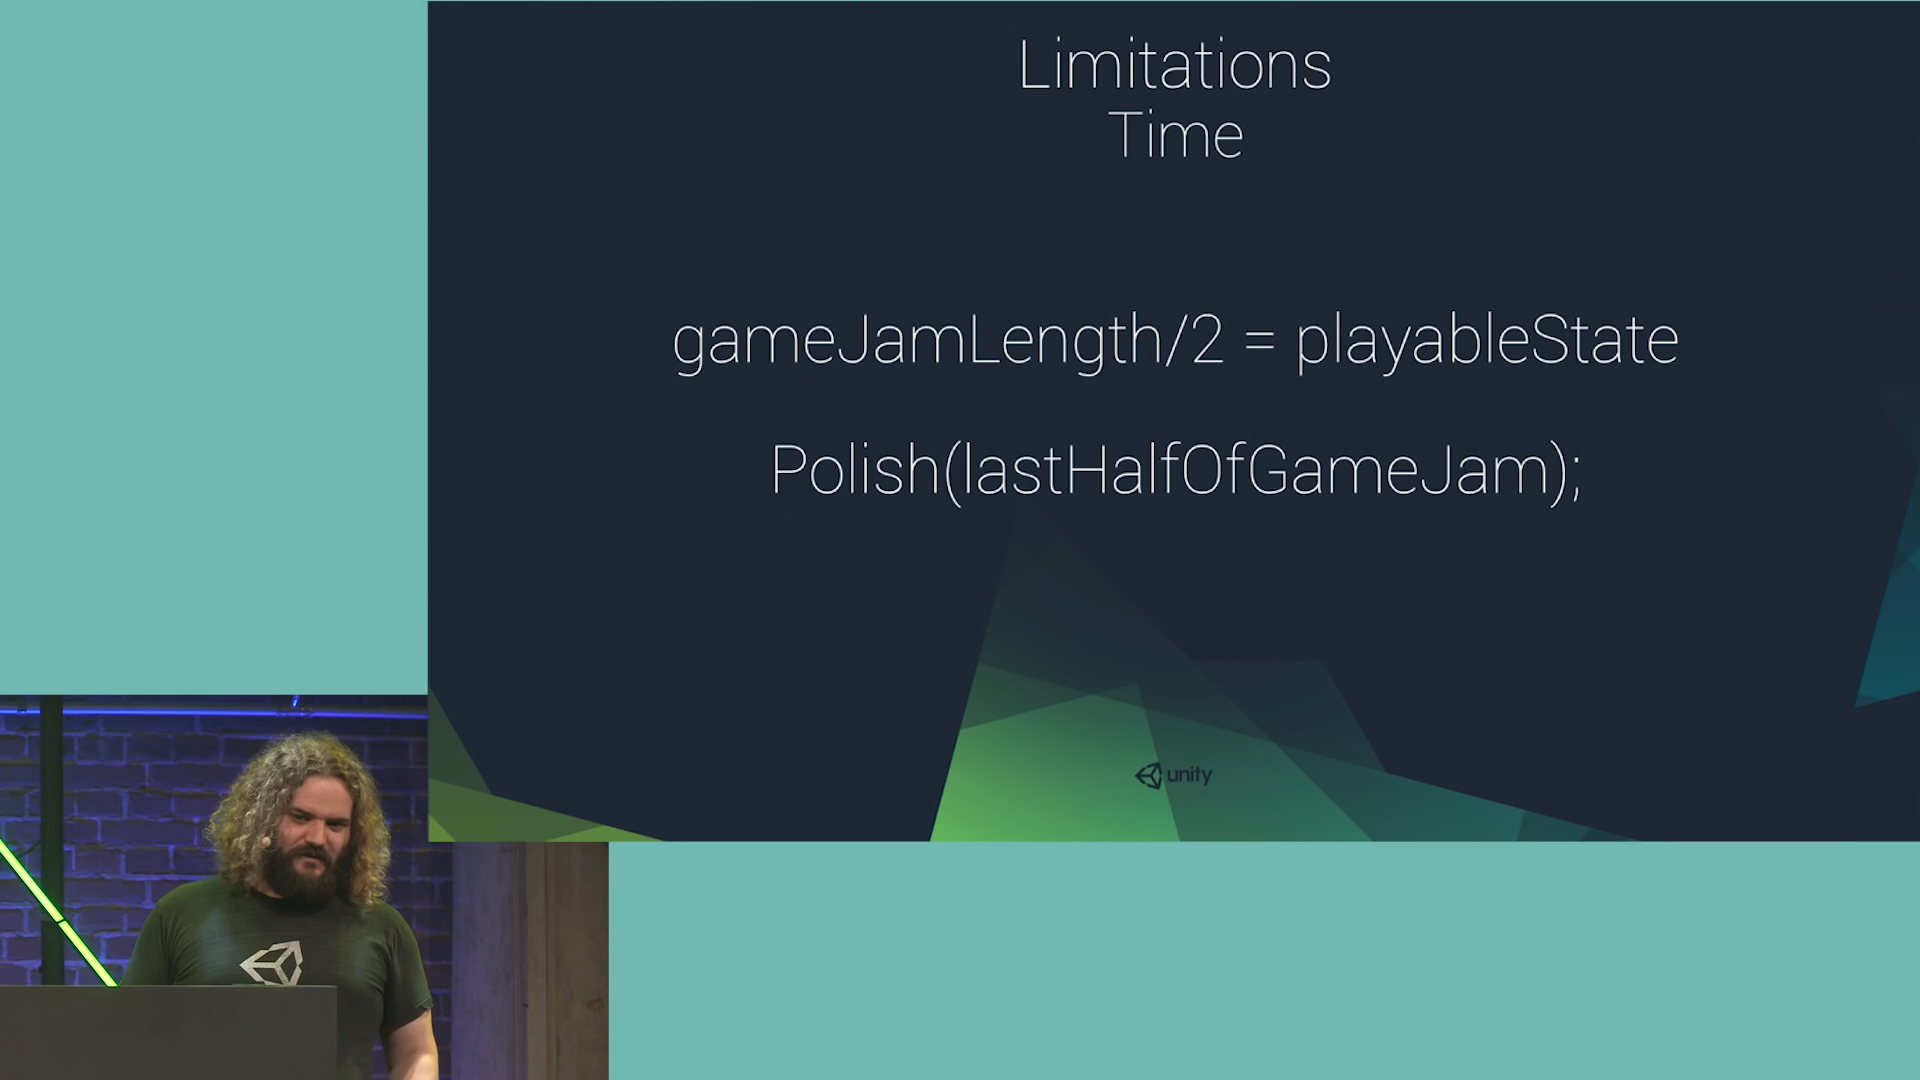 Limitations
Time
gameJamLength/2 = playableState
Polish(lastHalfOfGameJam);
unity